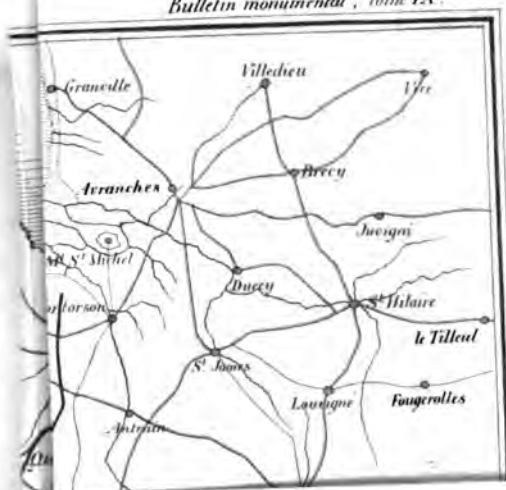 Bulletin monumental, tome IX.
Granville
Villedieu
Vire
Avranches
Brecy
Juvigni
Mt. St Michel
Ducey
St Hilaire
ortorson
le Tilleul
St James
Louvigne
Fougerolles
Antrain